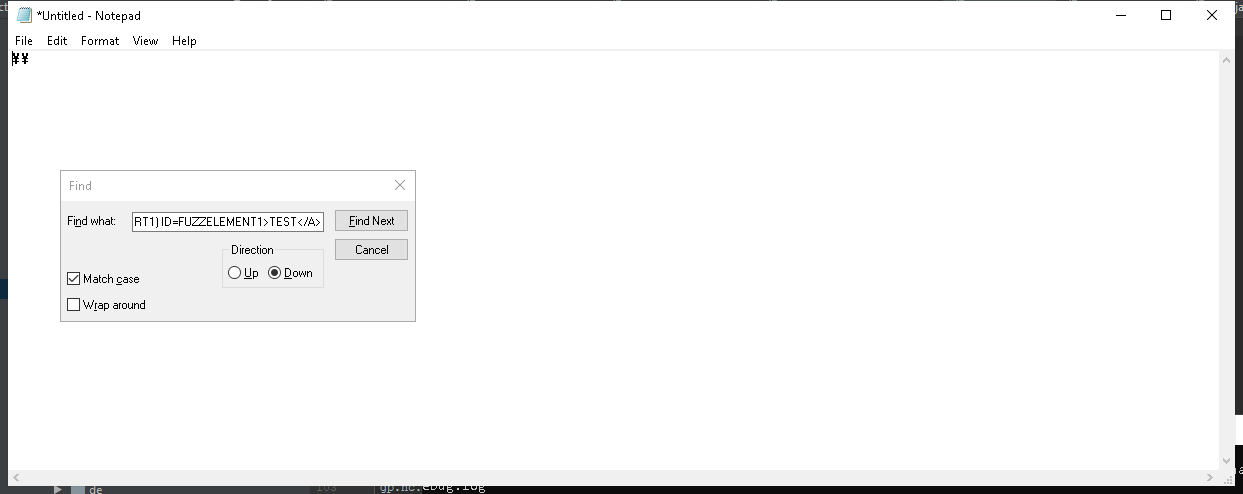 *Untitled - Notepad
File Edit Format View Help
¥¥
Find
Find what: RT1) ID=FUZZELEMENT1>TEST</A> Find Next
Direction Cancel
Up Down
Match case
Wrap around
de 103 gp.nc. ebug.log